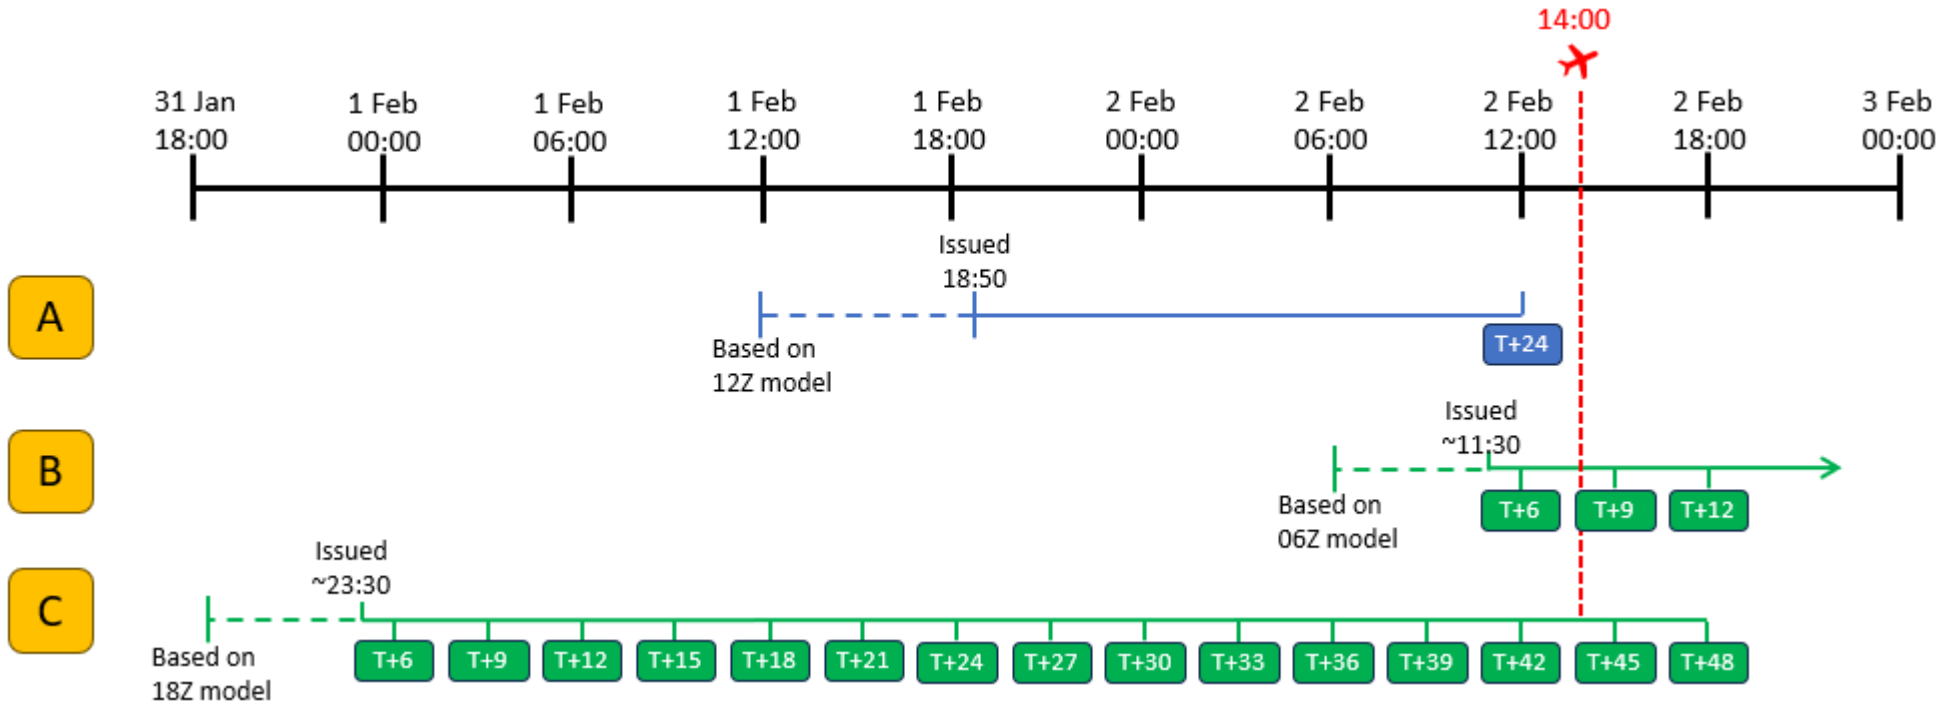 14:00
31 Jan 1 Feb 1 Feb 1 Feb 1 Feb 2 Feb 2 Feb 2 Feb 2 Feb 3 Feb
18:00 00:00 06:00 12:00 18:00 00:00 06:00 12:00 18:00 00:00
Issued
18:50
A
T+24
Based on
12Z model
Issued
~11:30
B
T+6 T+9 T+12
Based on
06Z model
Issued
~23:30
C
T+6 T+9 T+12 T+15 T+18 T+21 T+24 T+27 T+30 T+33 T+36 T+39 T+42 T+45 T+48
Based on
18Z model